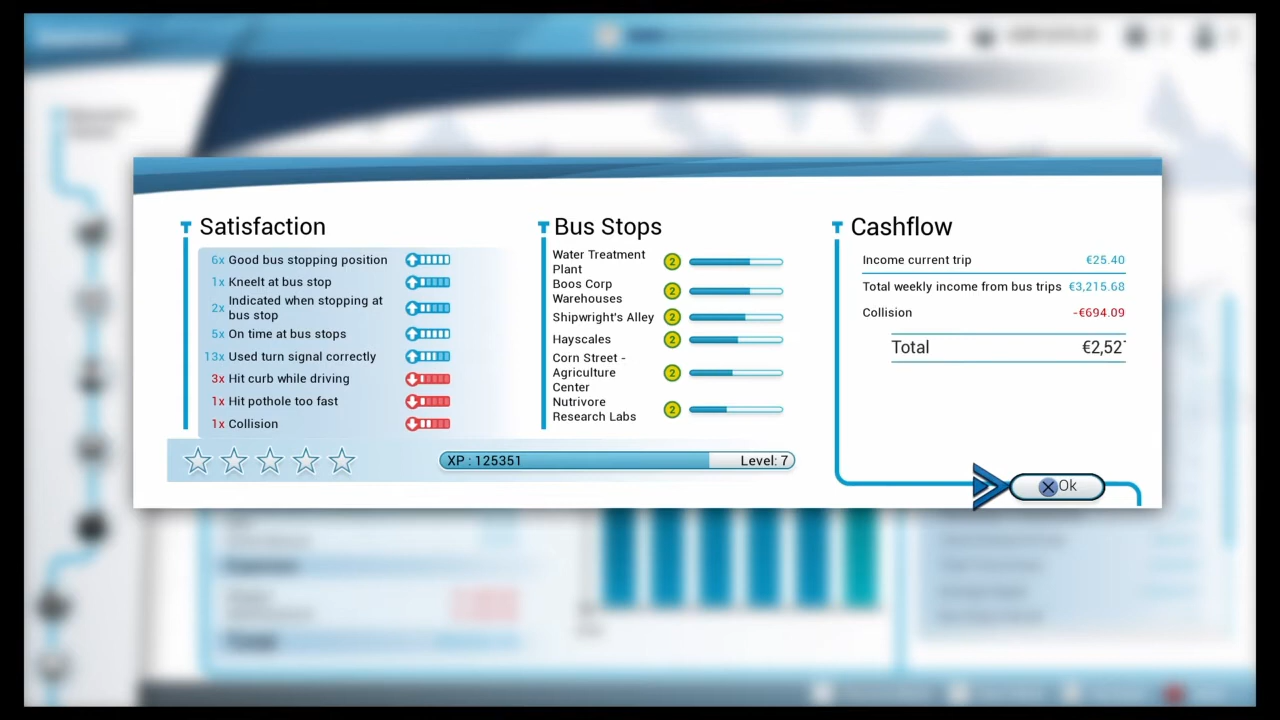 Satisfaction
6x Good bus stopping position
1x Kneelt at bus stop
2x Indicated when stopping at
bus stop
5x On time at bus stops
13x Used turn signal correctly
3x Hit curb while driving
1x Hit pothole too fast
1x Collision
XP : 125351 Level: 7
Bus Stops
Water Treatment
Plant
2
Boos Corp
Warehouses
2
Shipwright's Alley 2
Hayscales 2
Corn Street -
Agriculture
Center
2
Nutrivore
Research Labs
2
Cashflow
Income current trip €25.40
Total weekly income from bus trips €3,215.68
Collision -€694.09
Total €2,52
Ok